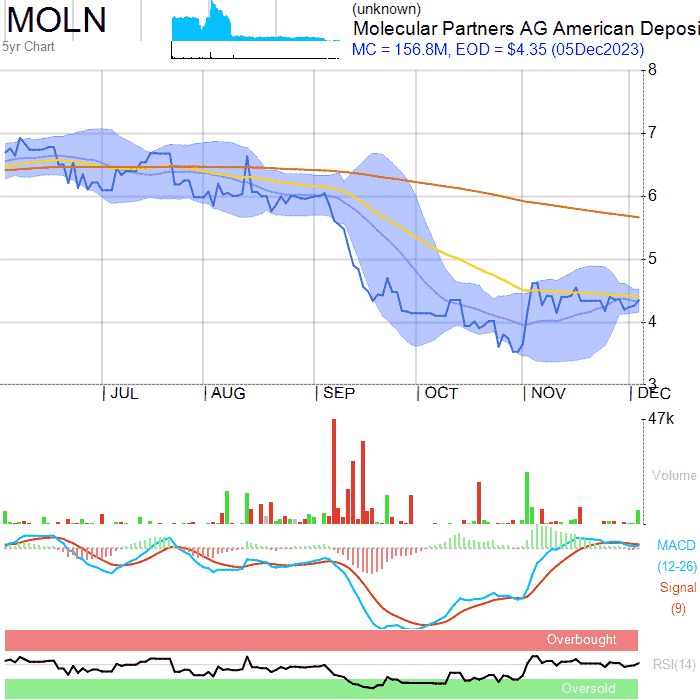 MOLN
5yr Chart
(unknown)
Molecular Partners AG American Deposi
MC = 156.8M, EOD = $4.35 (05Dec2023)
8
7
6
5
4
3
JUL AUG SEP OCT NOV DEC
47k
Volume
MACD
(12-26)
Signal
(9)
Overbought
RSI(14)
Oversold